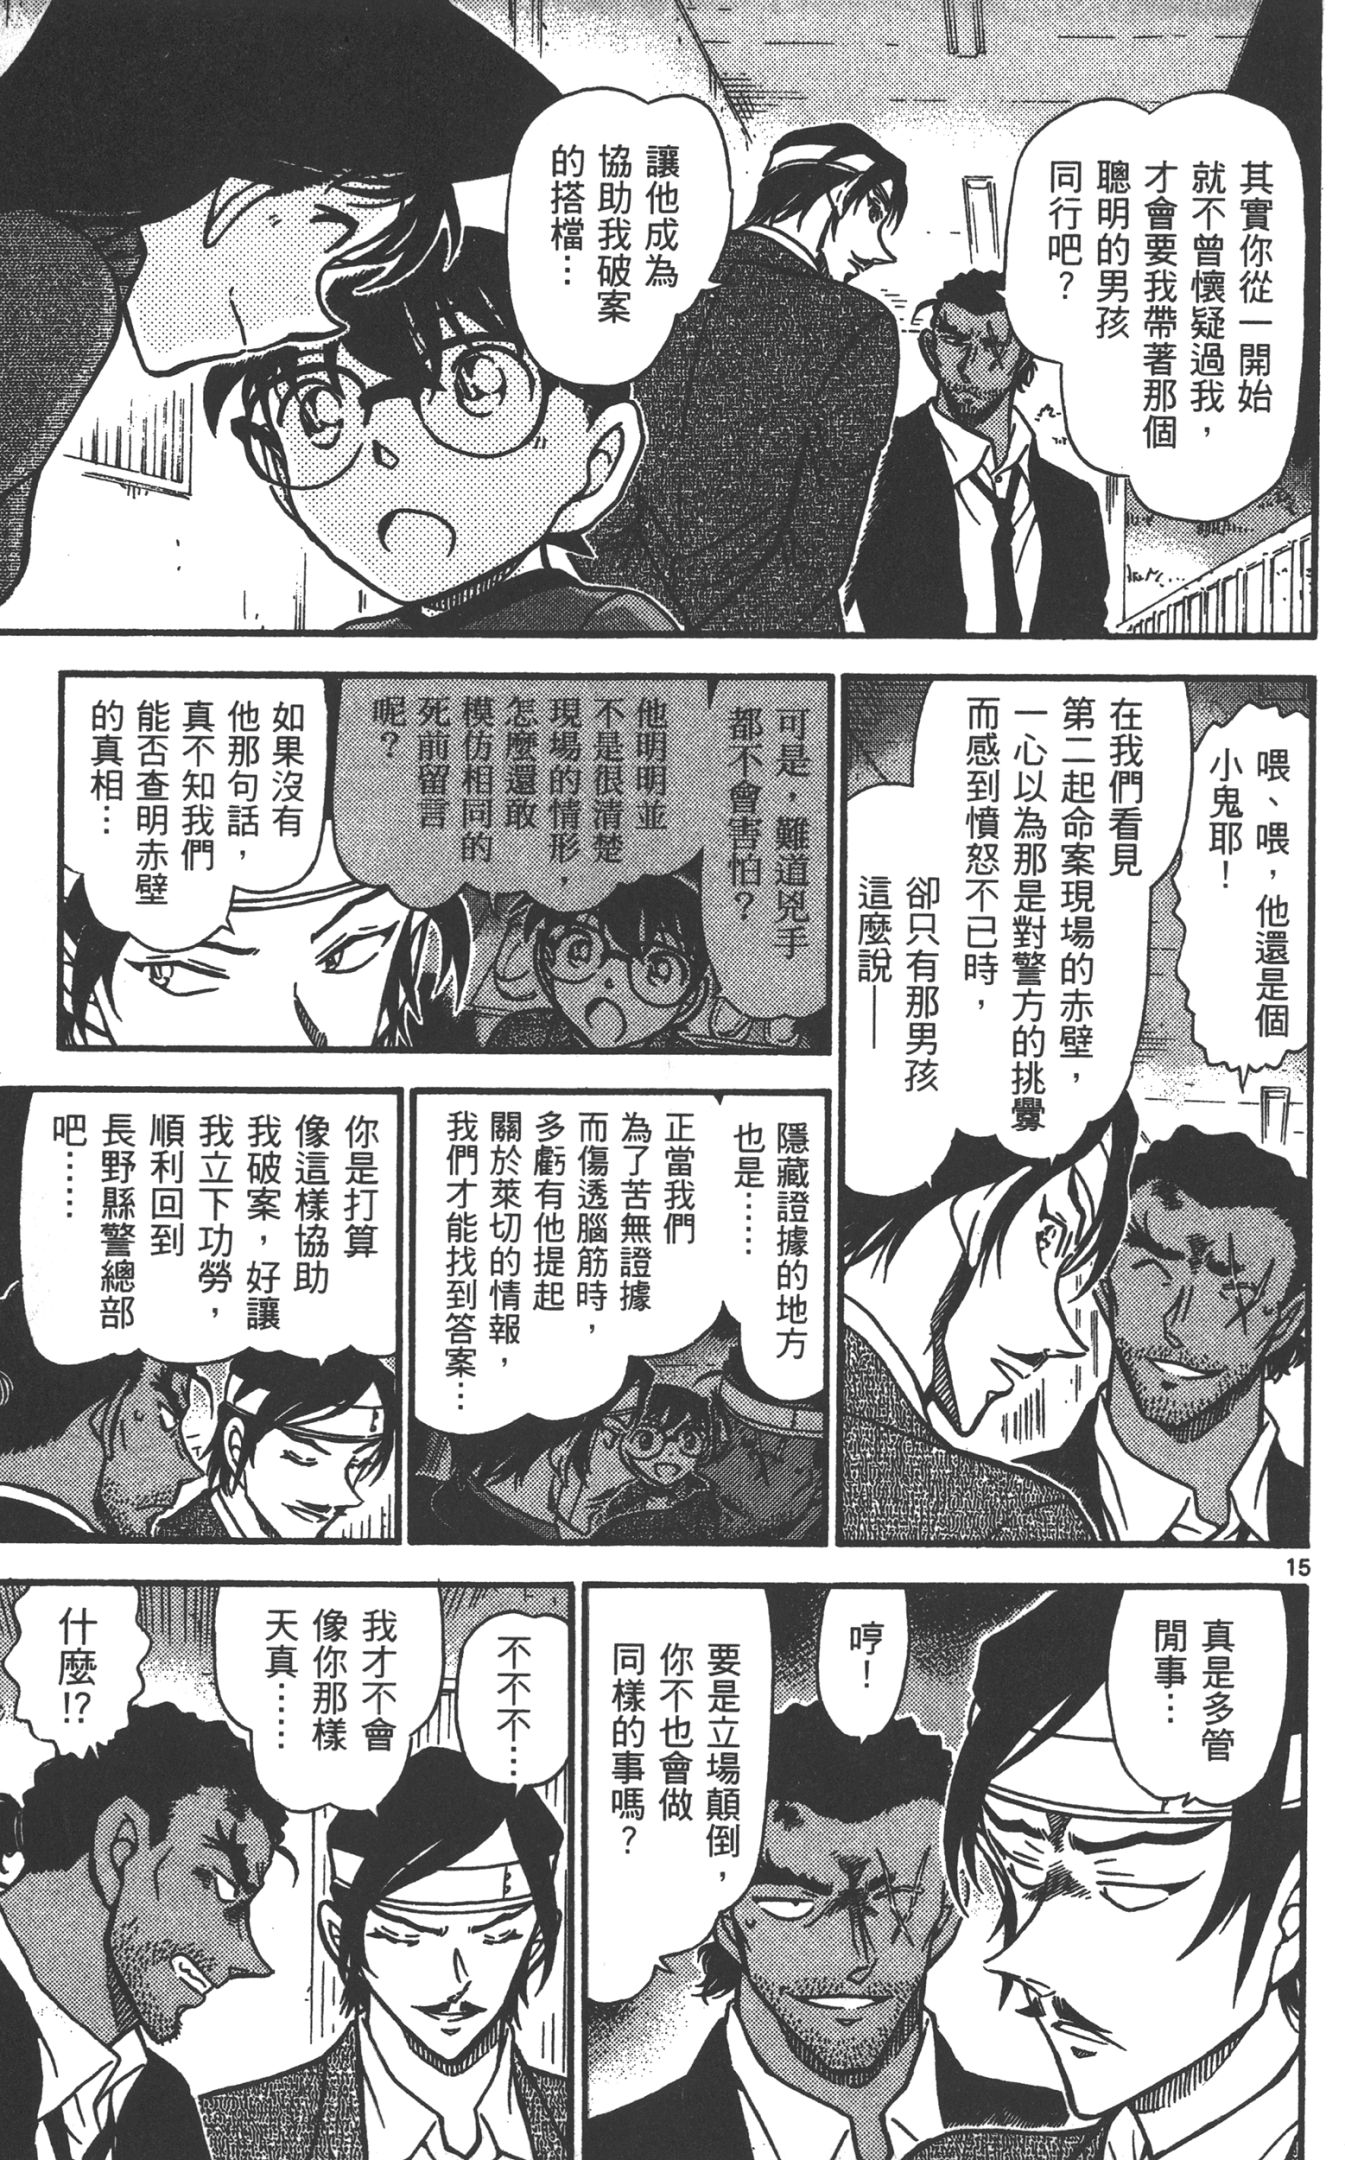 其實你從一開始
就不曾懷疑過我，
才會要我帶著那個
聰明的男孩
同行吧？
讓他成為
協助我破案
的搭檔…
喂、喂，他還是個
小鬼耶！
在我們看見
第二起命案現場的赤壁，
一心以為那是對警方的挑釁
而感到憤怒不已時，
卻只有那男孩
這麼說——
可是，難道兇手
都不會害怕？
他明明並
不是很清楚
現場的情形，
怎麼還敢
模仿相同的
死前留言
呢？
如果沒有
他那句話，
真不知我們
能否查明赤壁
的真相…
隱藏證據的地方
也是……
正當我們
為了苦無證據
而傷透腦筋時，
多虧有他提起
關於萊切的情報，
我們才能找到答案…
你是打算
像這樣協助
我破案，好讓
我立下功勞，
順利回到
長野縣警總部
吧……
15
真是多管
閒事…
哼！
要是立場顛倒，
你不也會做
同樣的事嗎？
不不不…
我才不會
像你那樣
天真……
什麼!?